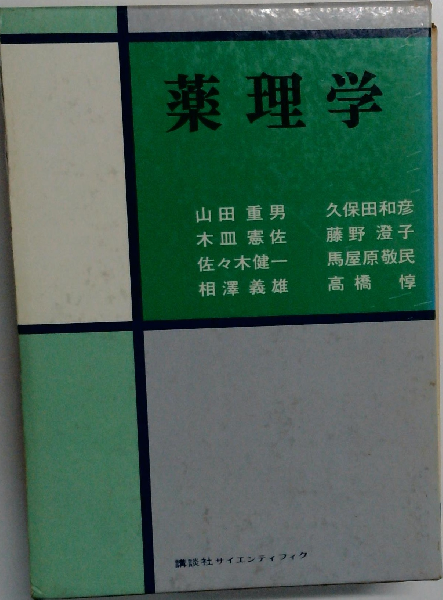 薬理学
山田重男 久保田和彦
木皿憲佐 藤野澄子
佐々木健一 馬屋原敬民
相澤義雄 高橋惇
講談社サイエンティフィク